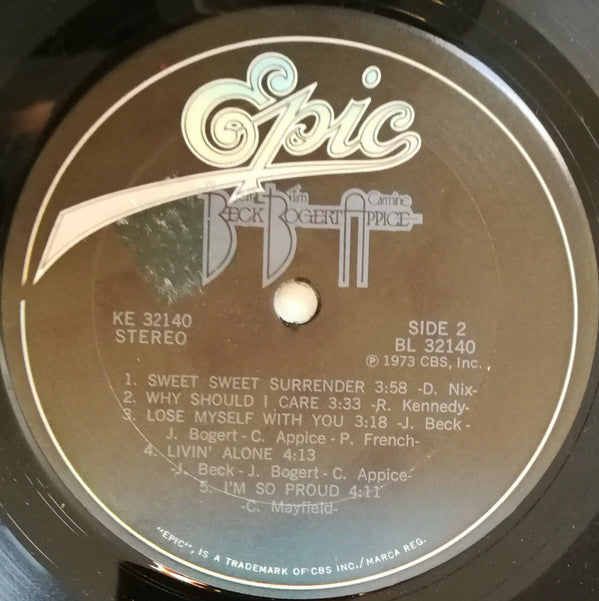 Epic
Tim Carmine
BECK BOGERT APPICE
KE 32140
STEREO
SIDE 2
BL 32140
℗ 1973 CBS, Inc.
1. SWEET SWEET SURRENDER 3:58 -D. Nix-
2. WHY SHOULD I CARE 3:33 -R. Kennedy-
3. LOSE MYSELF WITH YOU 3:18 -J. Beck-
J. Bogert-C. Appice-P. French-
4. LIVIN' ALONE 4:13
-J. Beck-J. Bogert-C. Appice-
5. I'M SO PROUD 4:11
-C. Mayfield-
"EPIC", IS A TRADEMARK OF CBS INC./MARCA REG.